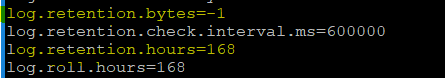 log.retention.bytes=-1
log.retention.check.interval.ms=600000
log.retention.hours=168
log.roll.hours=168